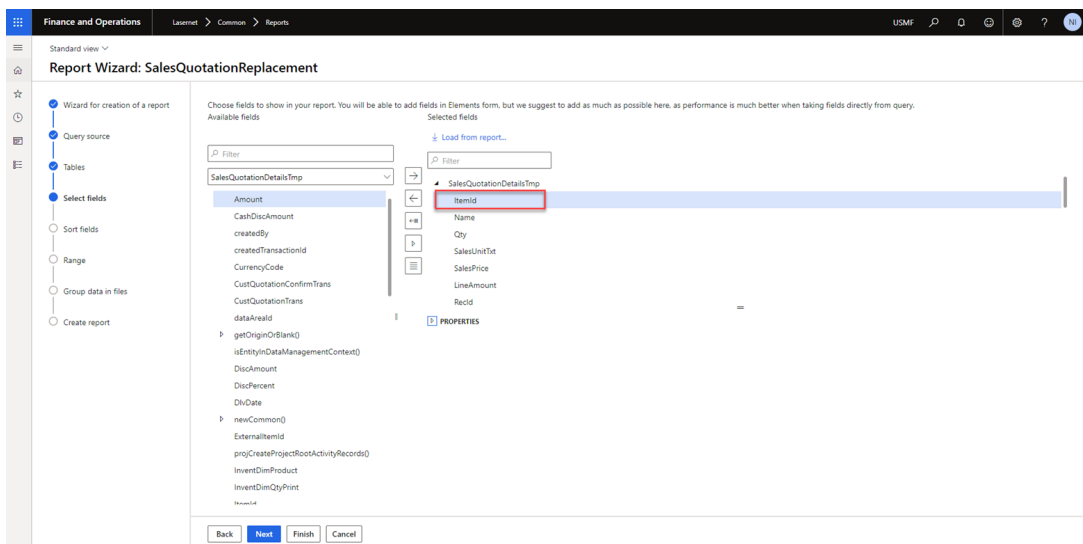 Finance and Operations
Lasernet > Common > Reports
USMF
?
NI
Standard view
Report Wizard: SalesQuotationReplacement
Wizard for creation of a report
Query source
Tables
Select fields
Sort fields
Range
Group data in files
Create report
Choose fields to show in your report. You will be able to add fields in Elements form, but we suggest to add as much as possible here, as performance is much better when taking fields directly from query.
Available fields
Filter
SalesQuotationDetailsTmp
Amount
CashDiscAmount
createdBy
createdTransactionId
CurrencyCode
CustQuotationConfirmTrans
CustQuotationTrans
dataAreaId
getOriginOrBlank()
isEntityInDataManagementContext()
DiscAmount
DiscPercent
DlvDate
newCommon()
ExternalItemId
projCreateProjectRootActivityRecords()
InventDimProduct
InventDimQtyPrint
ItemId
Selected fields
Load from report...
Filter
SalesQuotationDetailsTmp
ItemId
Name
Qty
SalesUnitTxt
SalesPrice
LineAmount
RecId
PROPERTIES
Back
Next
Finish
Cancel